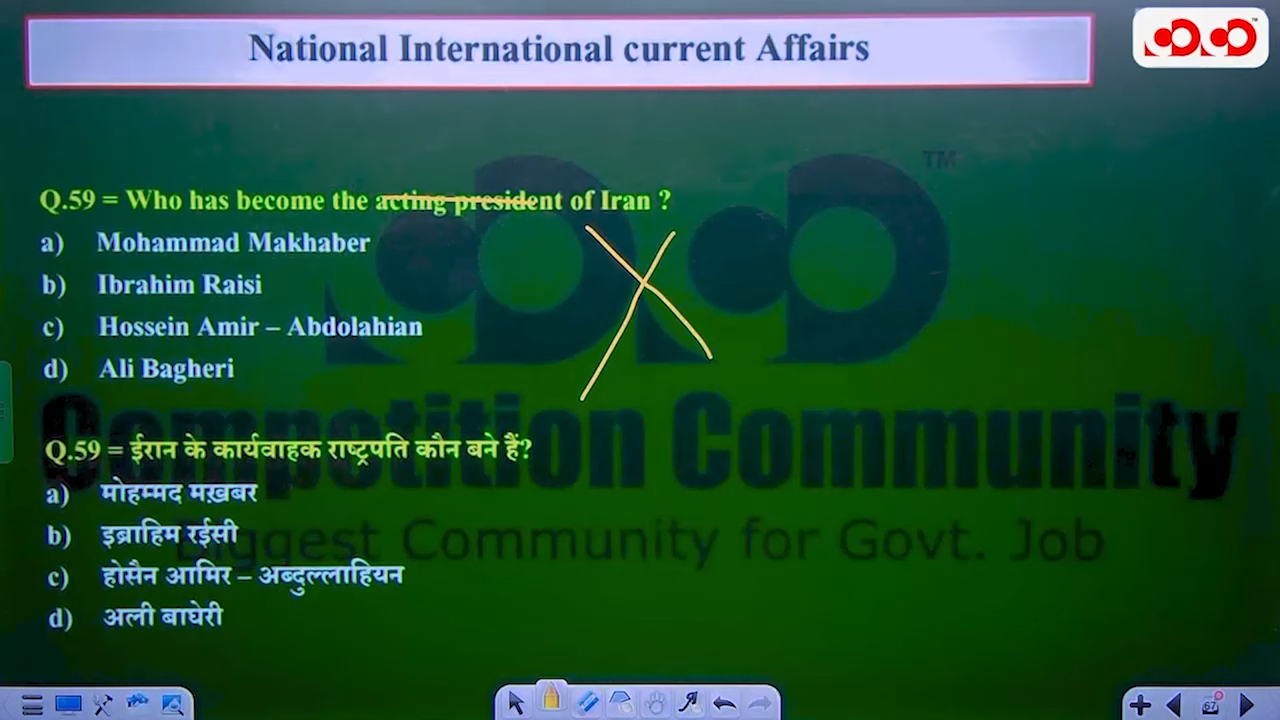 National International current Affairs
TM
Q.59 = Who has become the acting president of Iran ?
a) Mohammad Makhaber
b) Ibrahim Raisi
c) Hossein Amir – Abdolahian
d) Ali Bagheri
Competition Community
Q.59 = ईरान के कार्यवाहक राष्ट्रपति कौन बने हैं?
a) मोहम्मद मख़बर
b) इब्राहिम रईसी
Biggest Community for Govt. Job
c) होसैन आमिर – अब्दुल्लाहियन
d) अली बाघेरी
67